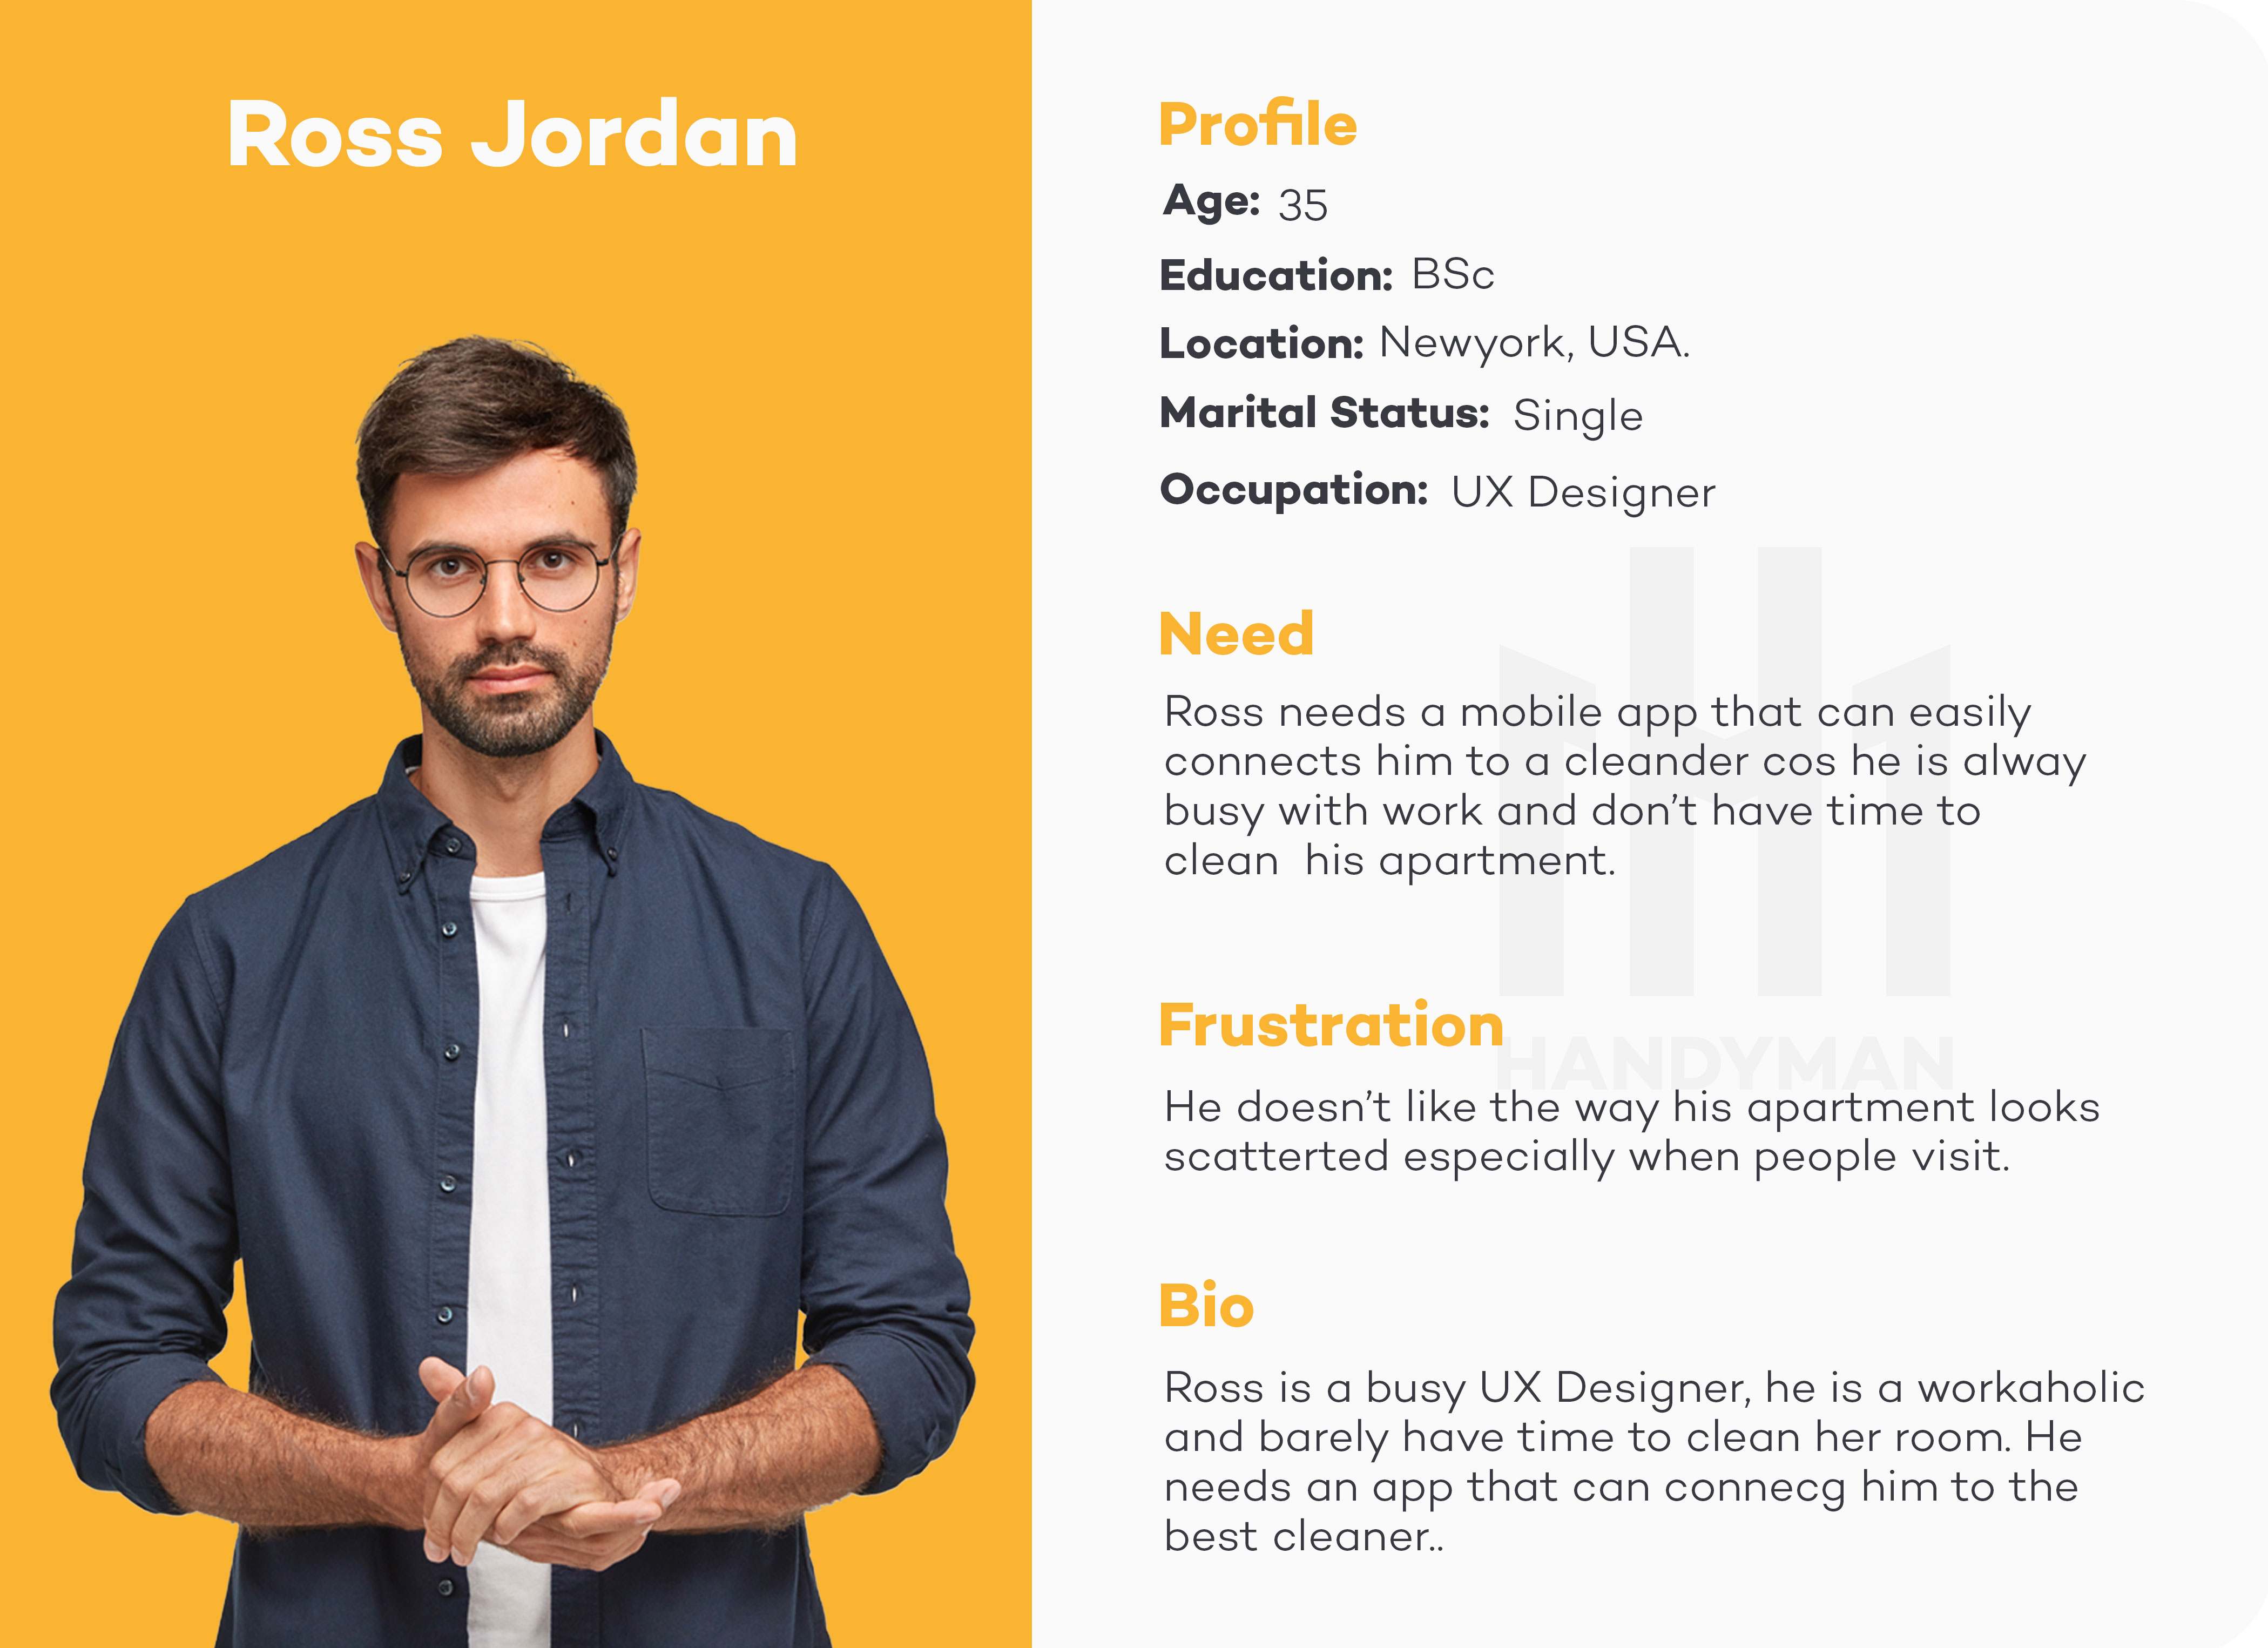 Ross Jordan
Profile
Age: 35
Education: BSc
Location: Newyork, USA.
Marital Status: Single
Occupation: UX Designer
Need
Ross needs a mobile app that can easily
connects him to a cleander cos he is alway
busy with work and don’t have time to
clean  his apartment.
Frustration
HANDYMAN
He doesn’t like the way his apartment looks
scatterted especially when people visit.
Bio
Ross is a busy UX Designer, he is a workaholic
and barely have time to clean her room. He
needs an app that can connecg him to the
best cleaner..